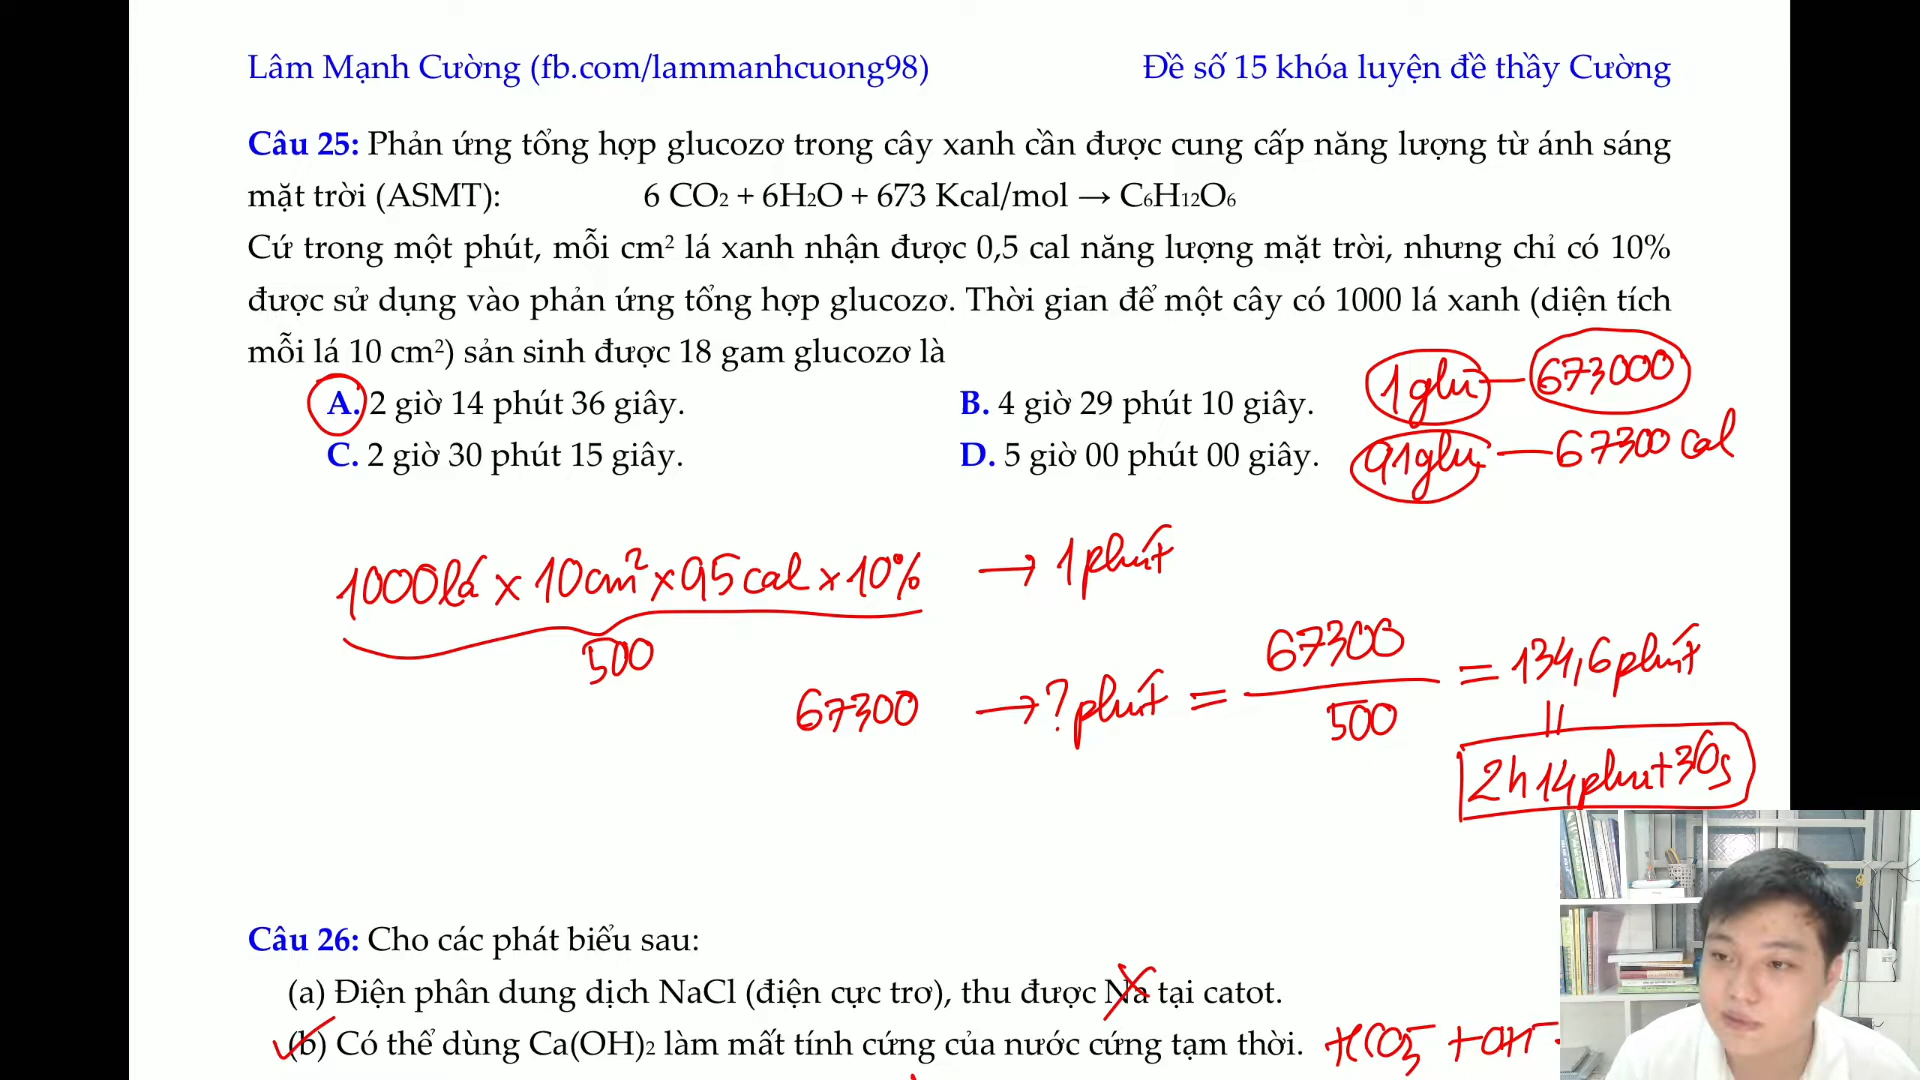 Lâm Mạnh Cường (fb.com/lammanhcuong98) Đề số 15 khóa luyện đề thầy Cường
Câu 25: Phản ứng tổng hợp glucozơ trong cây xanh cần được cung cấp năng lượng từ ánh sáng
mặt trời (ASMT): 6 CO₂ + 6H₂O + 673 Kcal/mol → C₆H₁₂O₆
Cứ trong một phút, mỗi cm² lá xanh nhận được 0,5 cal năng lượng mặt trời, nhưng chỉ có 10%
được sử dụng vào phản ứng tổng hợp glucozơ. Thời gian để một cây có 1000 lá xanh (diện tích
mỗi lá 10 cm²) sản sinh được 18 gam glucozơ là
1glu — 673000
A. 2 giờ 14 phút 36 giây. B. 4 giờ 29 phút 10 giây.
C. 2 giờ 30 phút 15 giây. D. 5 giờ 00 phút 00 giây.
0,1glu — 67300 cal
1000lá × 10cm² × 0,5 cal × 10% → 1phút
500
67300 → ? phút = 67300 / 500 = 134,6 phút
=
2h 14phút 36s
Câu 26: Cho các phát biểu sau:
(a) Điện phân dung dịch NaCl (điện cực trơ), thu được Na tại catot.
(b) Có thể dùng Ca(OH)₂ làm mất tính cứng của nước cứng tạm thời. HCO₃⁻ + OH⁻